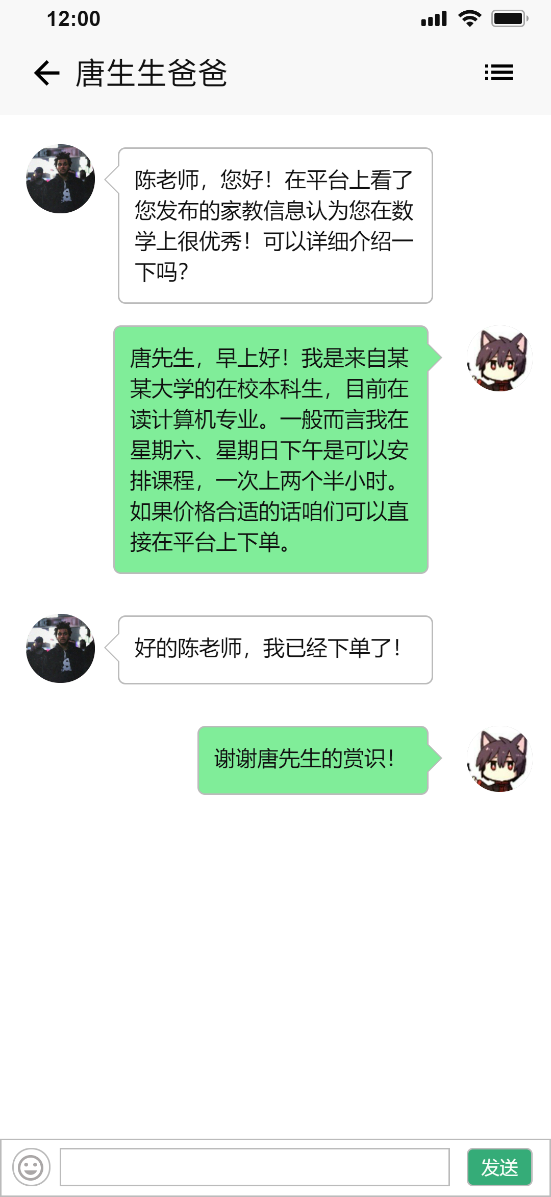 12:00
唐生生爸爸
陈老师，您好！在平台上看了
您发布的家教信息认为您在数
学上很优秀！可以详细介绍一
下吗？
唐先生，早上好！我是来自某
某大学的在校本科生，目前在
读计算机专业。一般而言我在
星期六、星期日下午是可以安
排课程，一次上两个半小时。
如果价格合适的话咱们可以直
接在平台上下单。
好的陈老师，我已经下单了！
谢谢唐先生的赏识！
发送